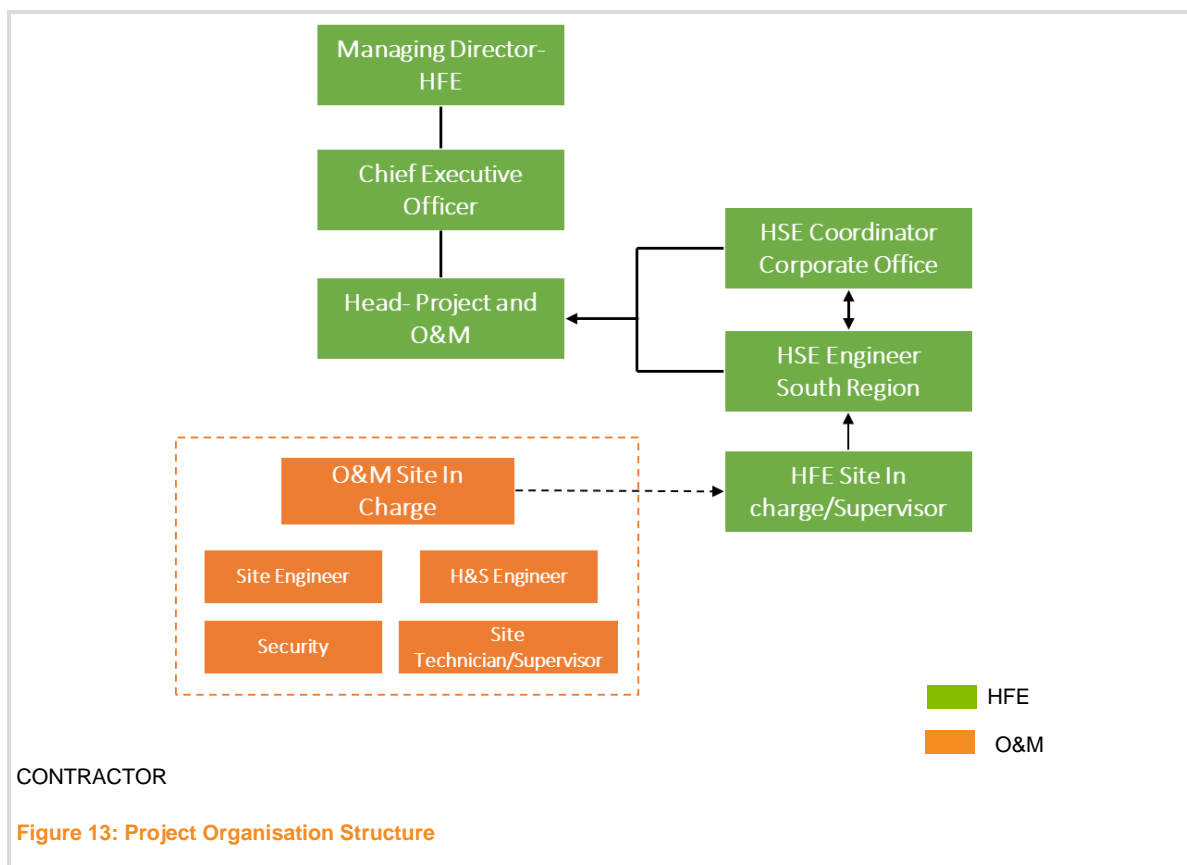 Managing Director-
HFE
Chief Executive
Officer
Head- Project and
O&M
HSE Coordinator
Corporate Office
HSE Engineer
South Region
HFE Site In
charge/Supervisor
O&M Site In
Charge
Site Engineer
H&S Engineer
Security
Site
Technician/Supervisor
HFE
O&M
CONTRACTOR
Figure 13: Project Organisation Structure